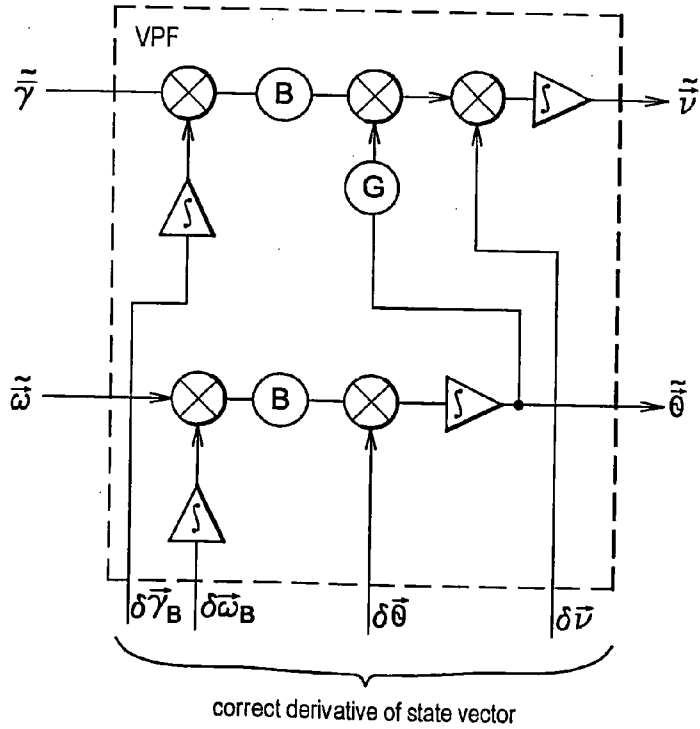 VPF
γ̃ B ∫ ν̃⃗
∫ G
ω̃⃗ B ∫ θ̃⃗
∫
δγ⃗B δω⃗B δθ⃗ δν⃗
correct derivative of state vector